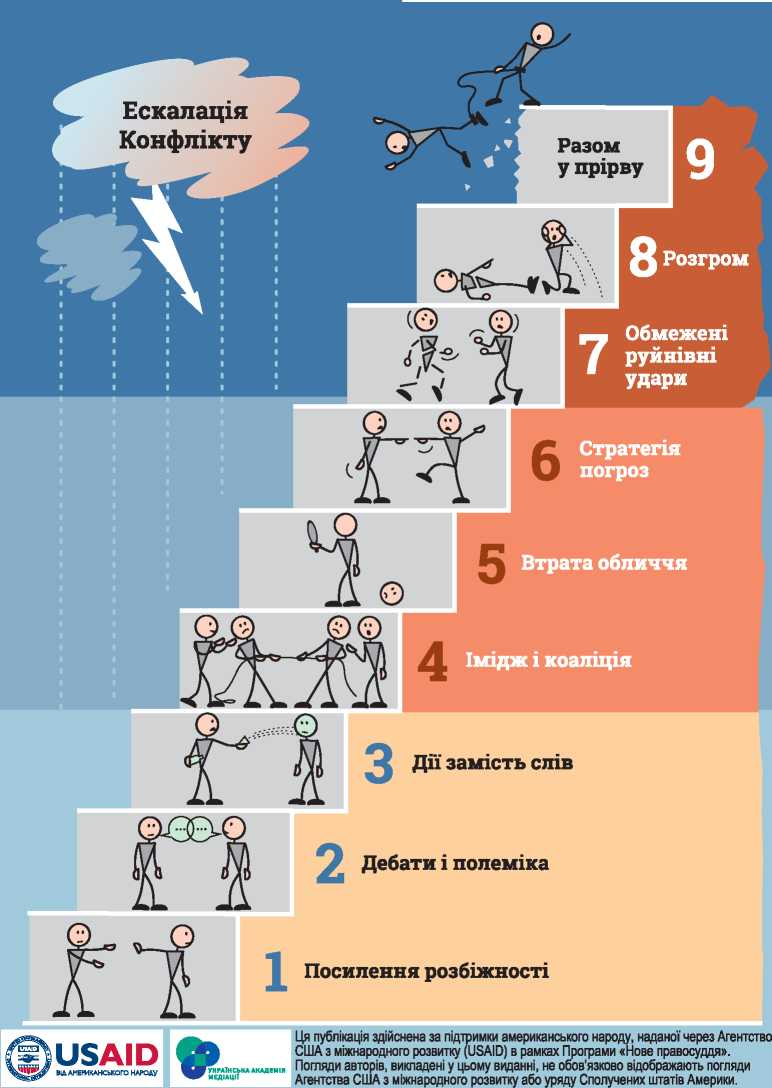 Ескалація
Конфлікту
Разом
у прірву
9
8
Розгром
7
Обмежені
руйнівні
удари
6
Стратегія
погроз
5
Втрата обличчя
4
Імідж і коаліція
3
Дії замість слів
2
Дебати і полеміка
1
Посилення розбіжності
USAID
USAID
ВІД АМЕРИКАНСЬКОГО НАРОДУ
УКРАЇНСЬКА АКАДЕМІЯ
МЕДІАЦІЇ
Ця публікація здійснена за підтримки американського народу, наданої через Агентство
США з міжнародного розвитку (USAID) в рамках Програми «Нове правосуддя».
Погляди авторів, викладені у цьому виданні, не обов’язково відображають погляди
Агентства США з міжнародного розвитку або уряду Сполучених штатів Америки.